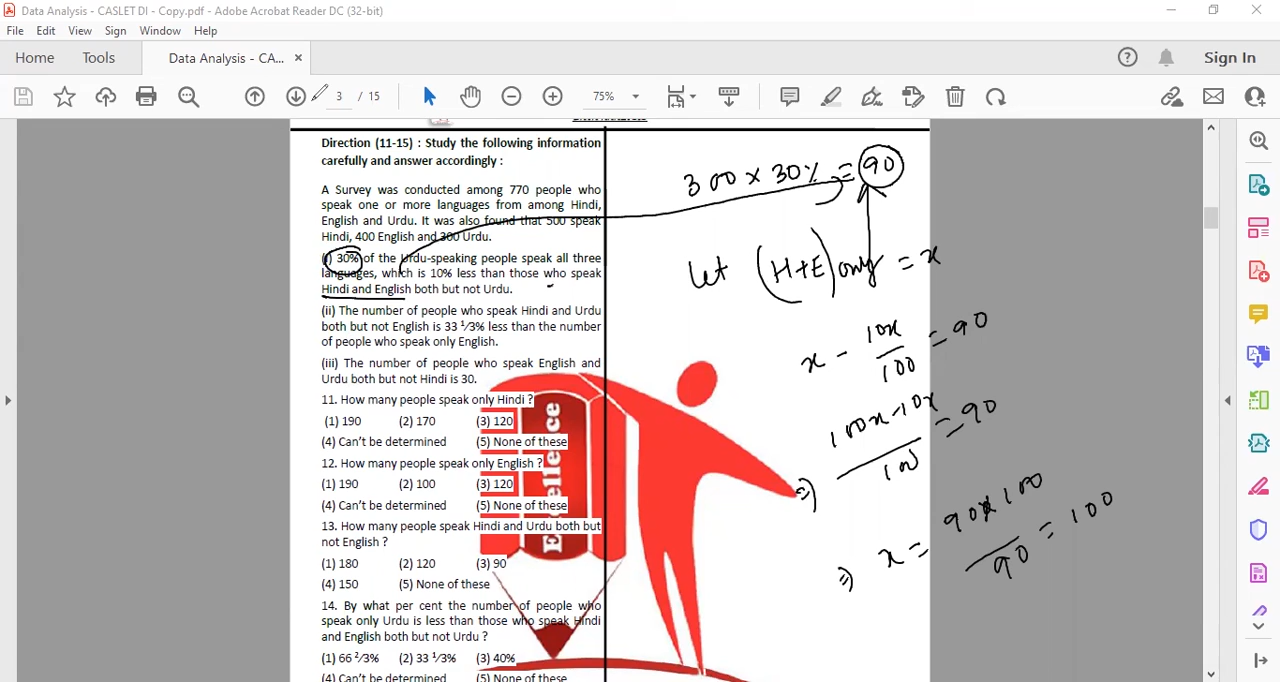 Data Analysis - CASLET DI - Copy.pdf - Adobe Acrobat Reader DC (32-bit)
File Edit View Sign Window Help
Home Tools Data Analysis - CA... × Sign In
3 / 15 75%
Direction (11-15) : Study the following information
carefully and answer accordingly :
A Survey was conducted among 770 people who
speak one or more languages from among Hindi,
English and Urdu. It was also found that 500 speak
Hindi, 400 English and 300 Urdu.
(i) 30% of the Urdu-speaking people speak all three
languages, which is 10% less than those who speak
Hindi and English both but not Urdu.
(ii) The number of people who speak Hindi and Urdu
both but not English is 33 ¹/3% less than the number
of people who speak only English.
(iii) The number of people who speak English and
Urdu both but not Hindi is 30.
11. How many people speak only Hindi ?
(1) 190 (2) 170 (3) 120
(4) Can't be determined (5) None of these
12. How many people speak only English ?
(1) 190 (2) 100 (3) 120
(4) Can't be determined (5) None of these
13. How many people speak Hindi and Urdu both but
not English ?
(1) 180 (2) 120 (3) 90
(4) 150 (5) None of these
14. By what per cent the number of people who
speak only Urdu is less than those who speak Hindi
and English both but not Urdu ?
(1) 66 ²/3% (2) 33 ¹/3% (3) 40%
(4) Can't be determined (5) None of these
Excellence
300 × 30% = 90
Let (H+E) only = x
x - 10x/100 = 90
⇒ 100x-10x/100 = 90
⇒ x = 90×100/90 = 100